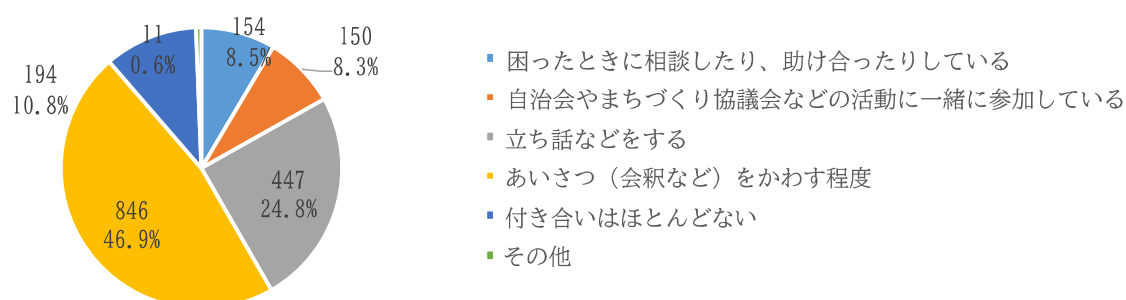 154
8.5%
150
8.3%
447
24.8%
846
46.9%
194
10.8%
11
0.6%
困ったときに相談したり、助け合ったりしている
自治会やまちづくり協議会などの活動に一緒に参加している
立ち話などをする
あいさつ（会釈など）をかわす程度
付き合いはほとんどない
その他